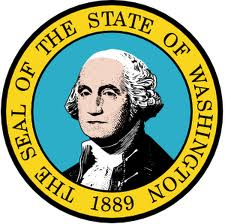 THE SEAL OF THE STATE OF WASHINGTON
1889